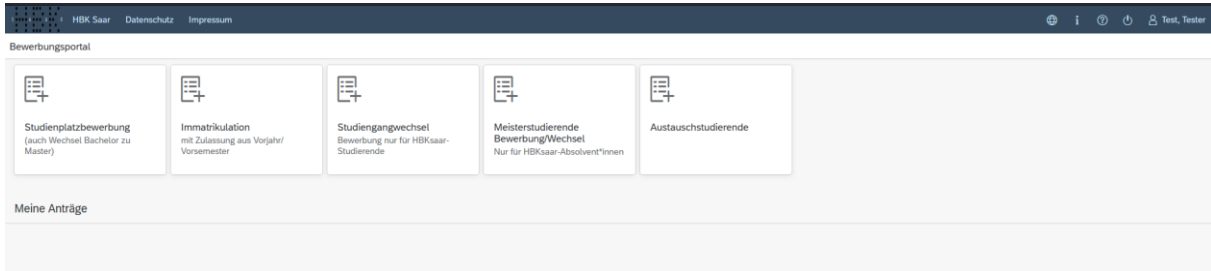 HBK Saar Datenschutz Impressum
Test, Tester
Bewerbungsportal
Studienplatzbewerbung
(auch Wechsel Bachelor zu
Master)
Immatrikulation
mit Zulassung aus Vorjahr/
Vorsemester
Studiengangwechsel
Bewerbung nur für HBKsaar-
Studierende
Meisterstudierende
Bewerbung/Wechsel
Nur für HBKsaar-Absolvent*innen
Austauschstudierende
Meine Anträge